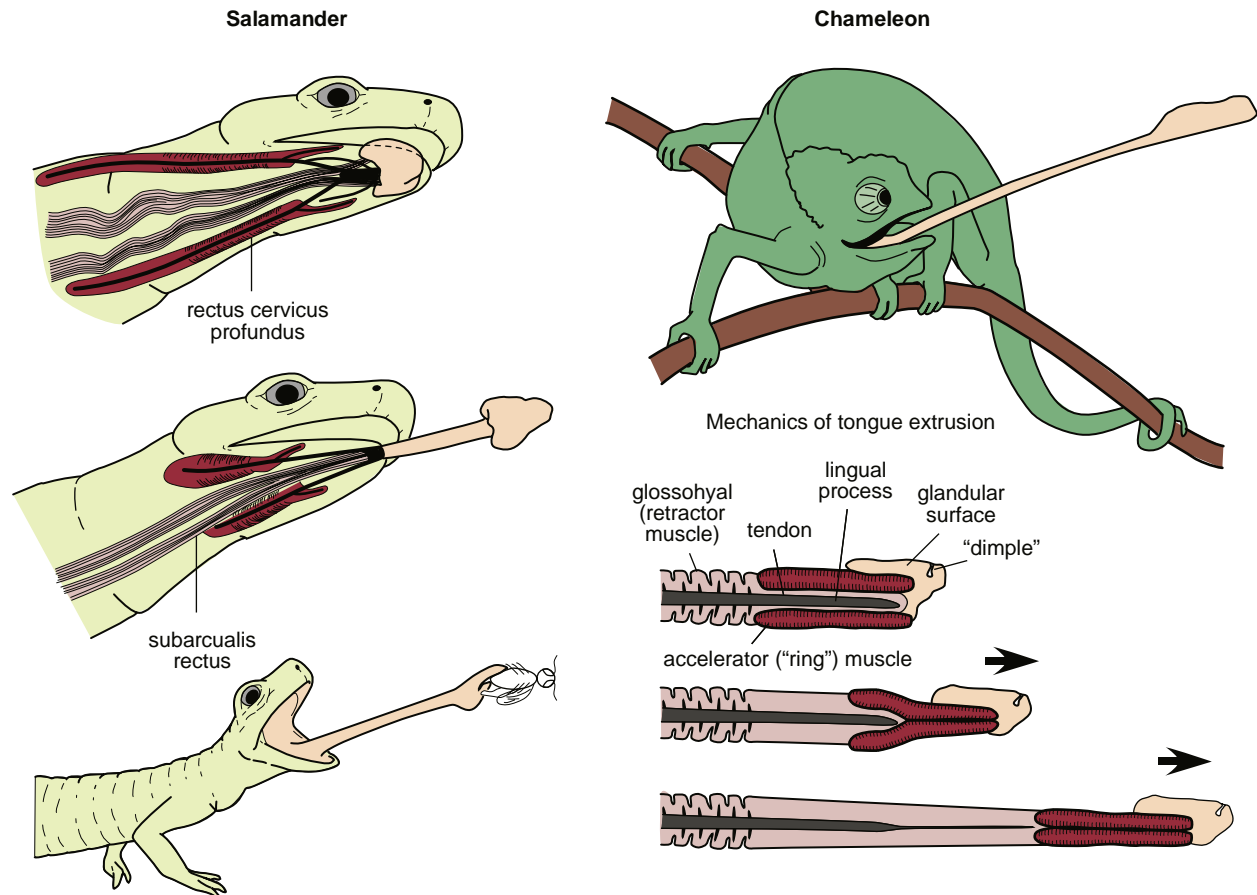 Salamander
rectus cervicus
profundus
subarcualis
rectus
Chameleon
Mechanics of tongue extrusion
glossohyal
(retractor
muscle)
tendon
lingual
process
glandular
surface
“dimple”
accelerator (“ring”) muscle